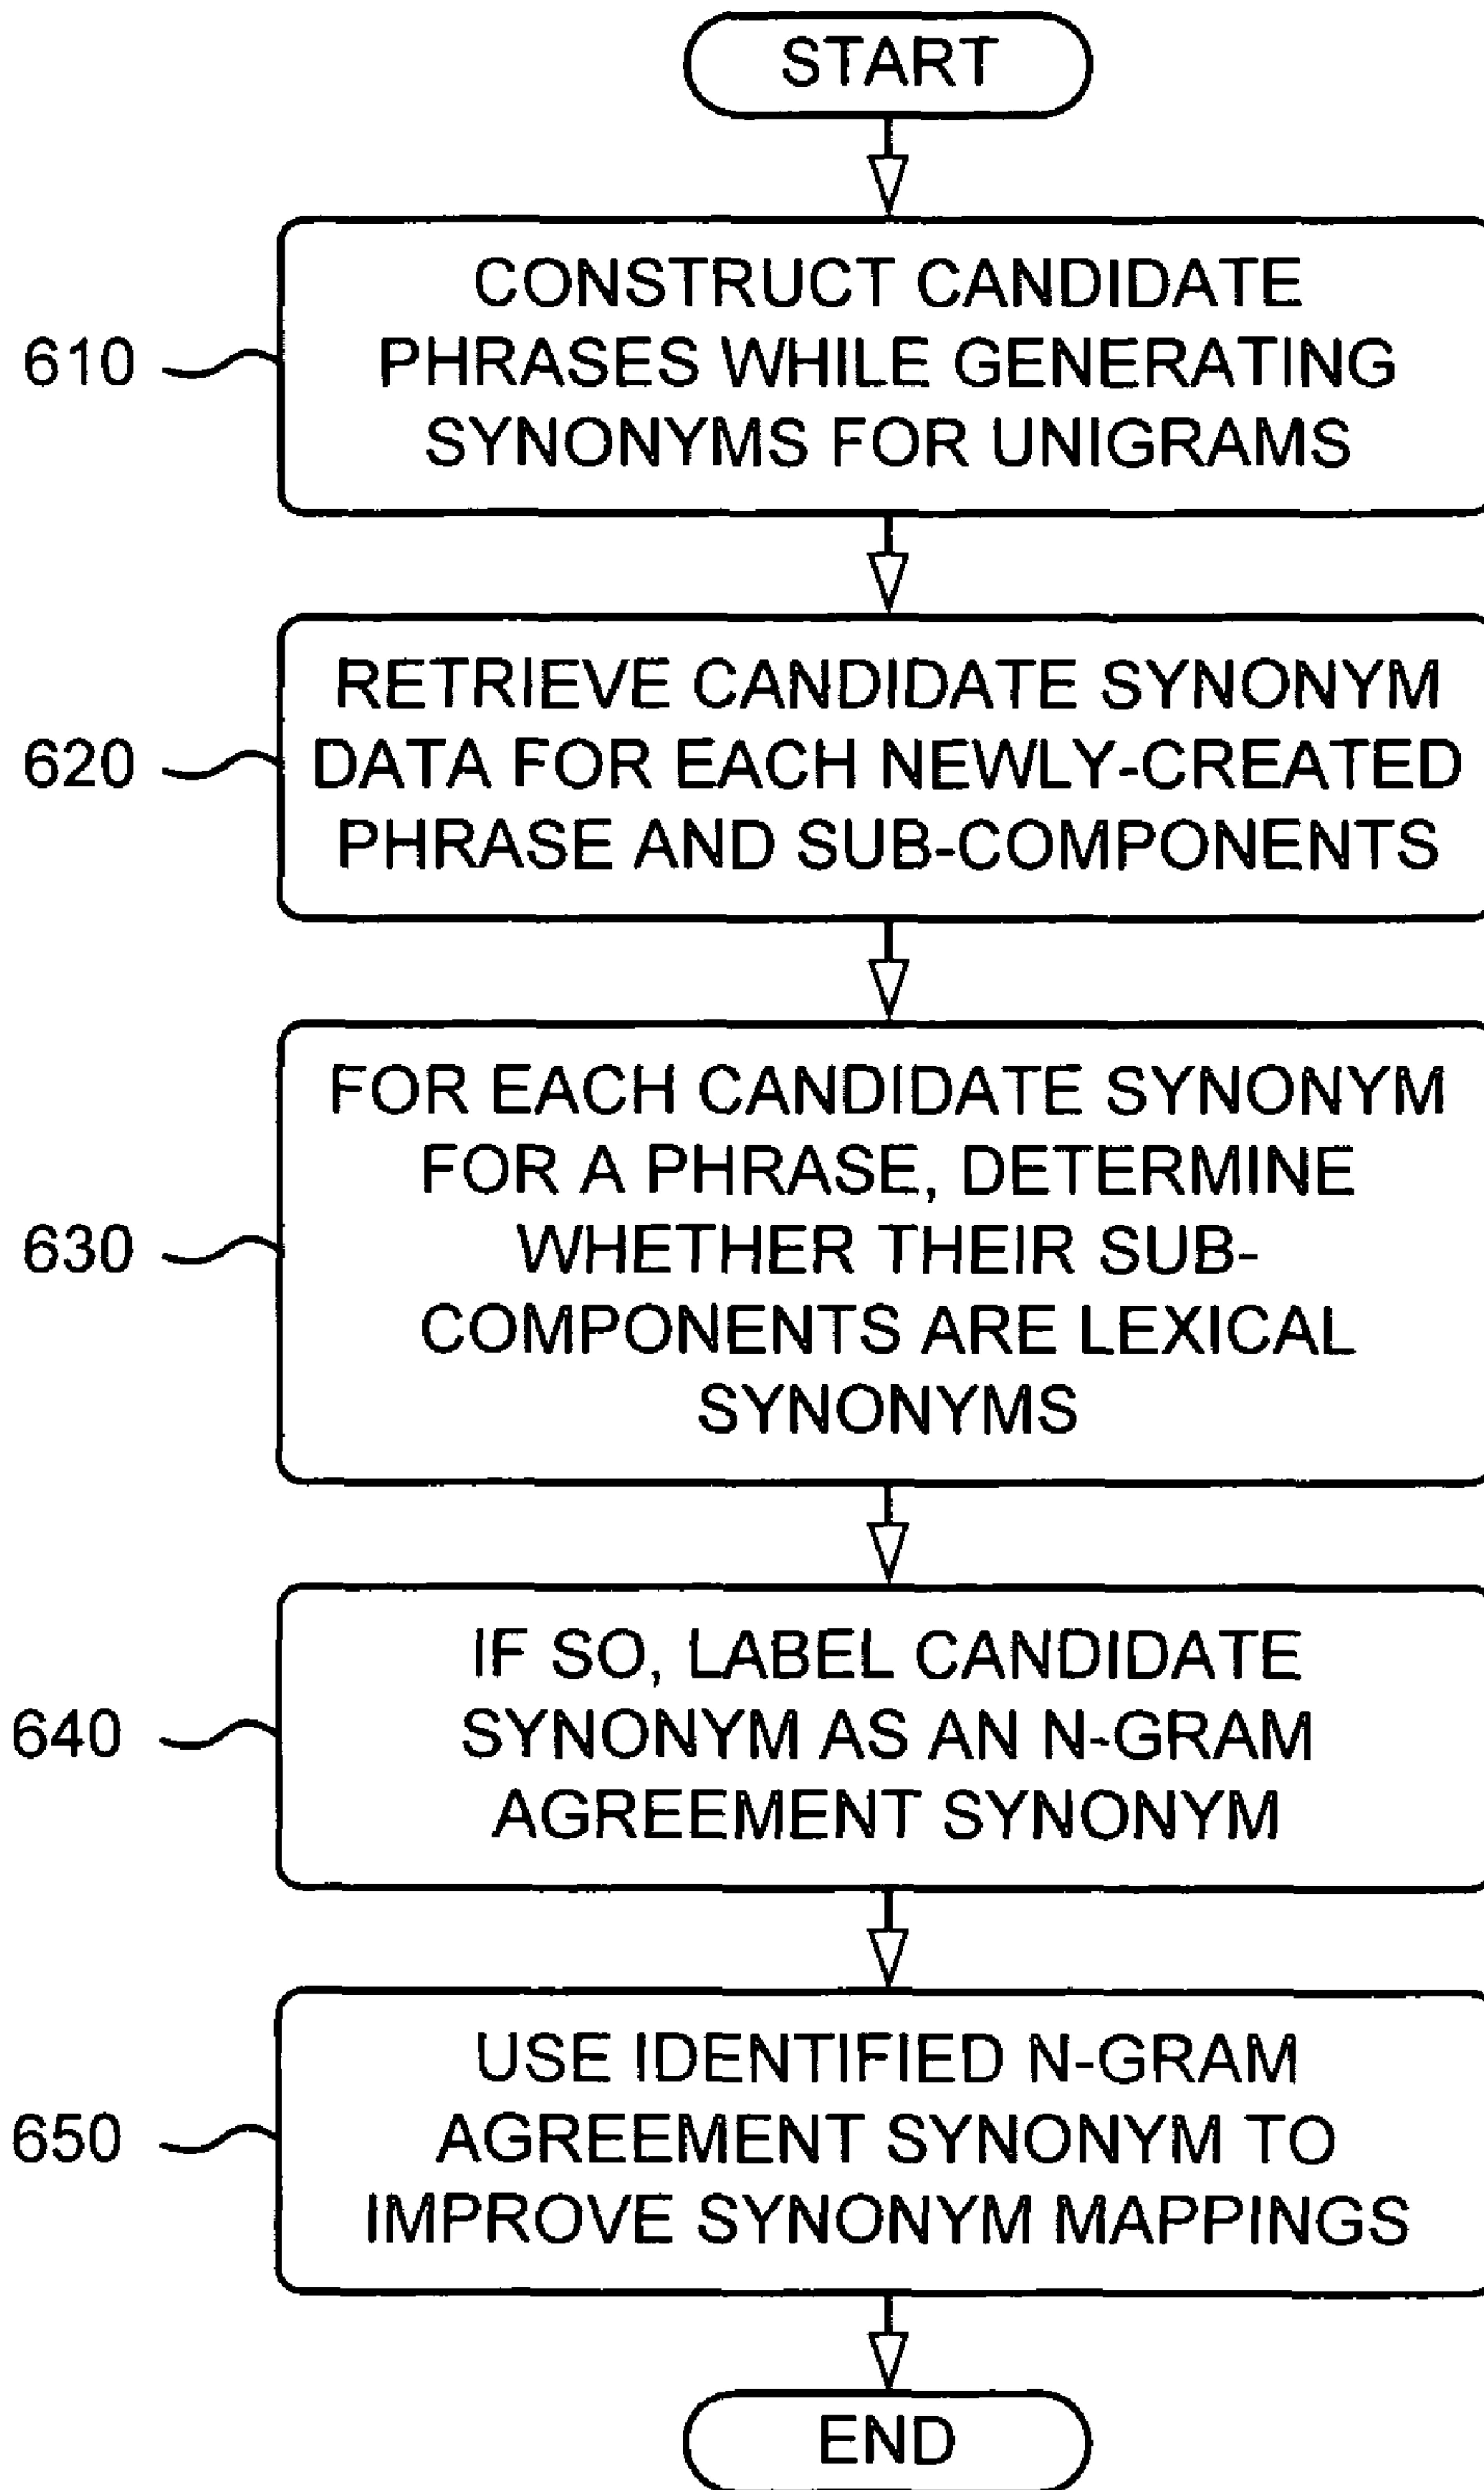 START
CONSTRUCT CANDIDATE
610 PHRASES WHILE GENERATING
SYNONYMS FOR UNIGRAMS
RETRIEVE CANDIDATE SYNONYM
620 DATA FOR EACH NEWLY-CREATED
PHRASE AND SUB-COMPONENTS
FOR EACH CANDIDATE SYNONYM
FOR A PHRASE, DETERMINE
630 WHETHER THEIR SUB-
COMPONENTS ARE LEXICAL
SYNONYMS
IF SO, LABEL CANDIDATE
640 SYNONYM AS AN N-GRAM
AGREEMENT SYNONYM
USE IDENTIFIED N-GRAM
650 AGREEMENT SYNONYM TO
IMPROVE SYNONYM MAPPINGS
END